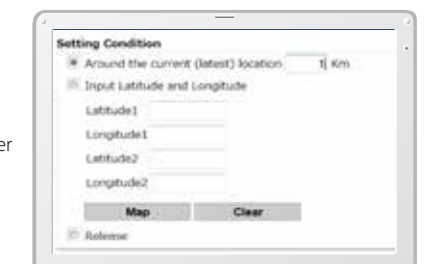 Setting Condition
Around the current (latest) location 1 Km
Input Latitude and Longitude
er
Latitude1
Longitude1
Latitude2
Longitude2
Map Clear
Release